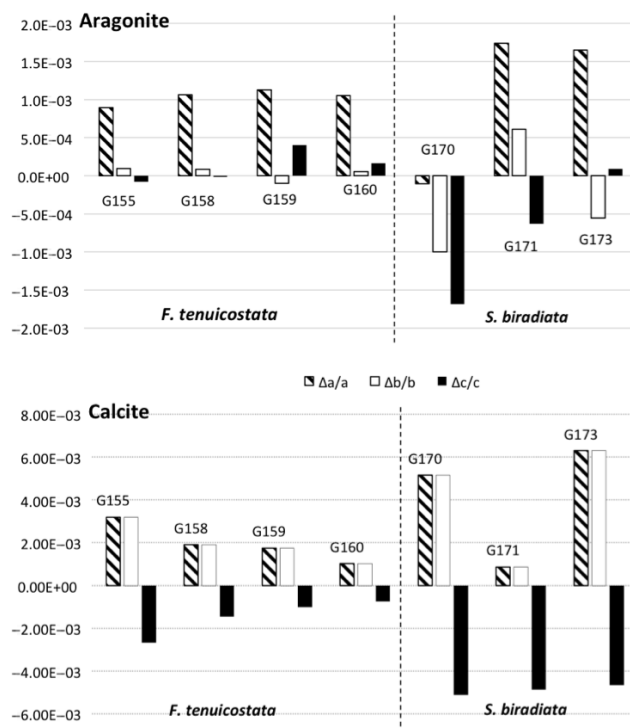 Aragonite
2.0E−03
1.5E−03
1.0E−03
5.0E−04
0.0E+00
−5.0E−04
−1.0E−03
−1.5E−03
−2.0E−03
G155
G158
G159
G160
G170
G171
G173
F. tenuicostata
S. biradiata
Δa/a Δb/b Δc/c
Calcite
8.00E−03
6.00E−03
4.00E−03
2.00E−03
0.00E+00
−2.00E−03
−4.00E−03
−6.00E−03
G155
G158
G159
G160
G170
G171
G173
F. tenuicostata
S. biradiata